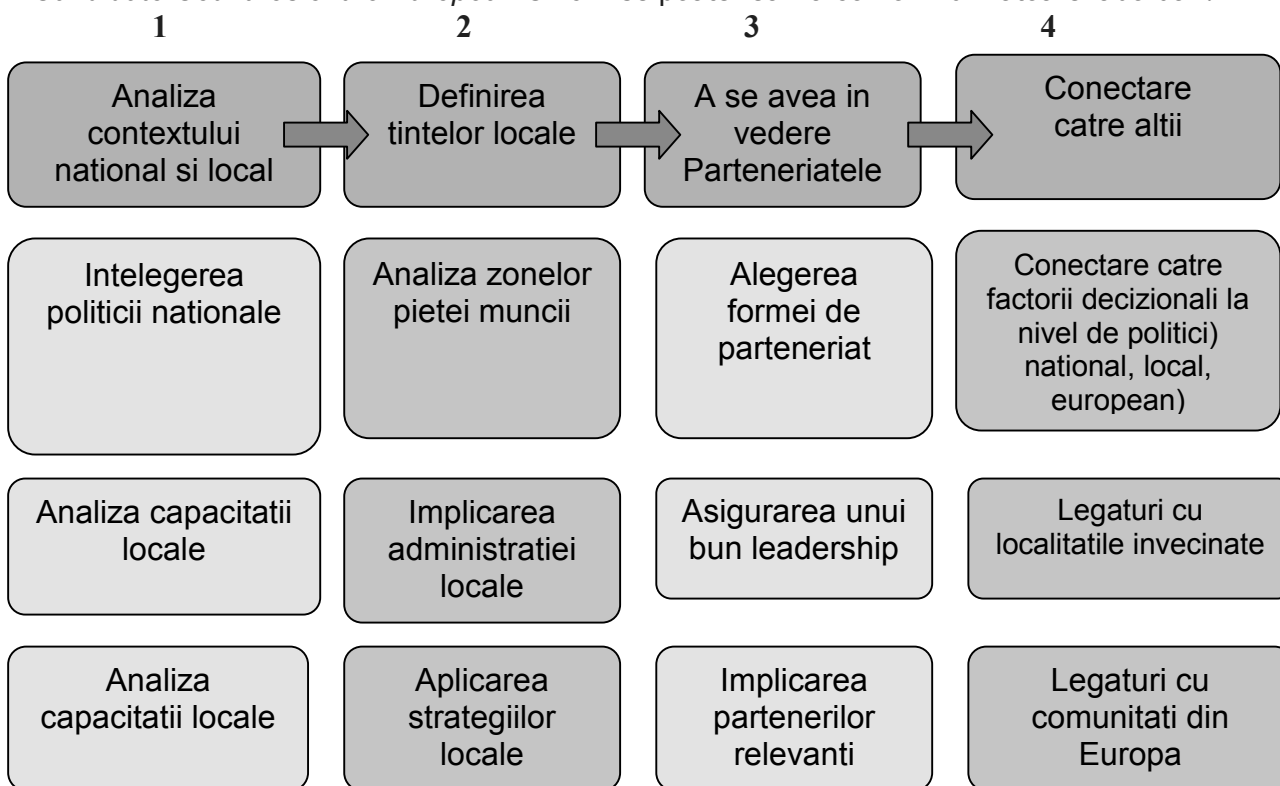 1 2 3 4
Analiza
contextului
national si local
Definirea
tintelor locale
A se avea in
vedere
Parteneriatele
Conectare
catre altii
Intelegerea
politicii nationale
Analiza zonelor
pietei muncii
Alegerea
formei de
parteneriat
Conectare catre
factorii decizionali la
nivel de politici)
national, local,
european)
Analiza capacitatii
locale
Implicarea
administratiei
locale
Asigurarea unui
bun leadership
Legaturi cu
localitatile invecinate
Analiza
capacitatii locale
Aplicarea
strategiilor
locale
Implicarea
partenerilor
relevanti
Legaturi cu
comunitati din
Europa